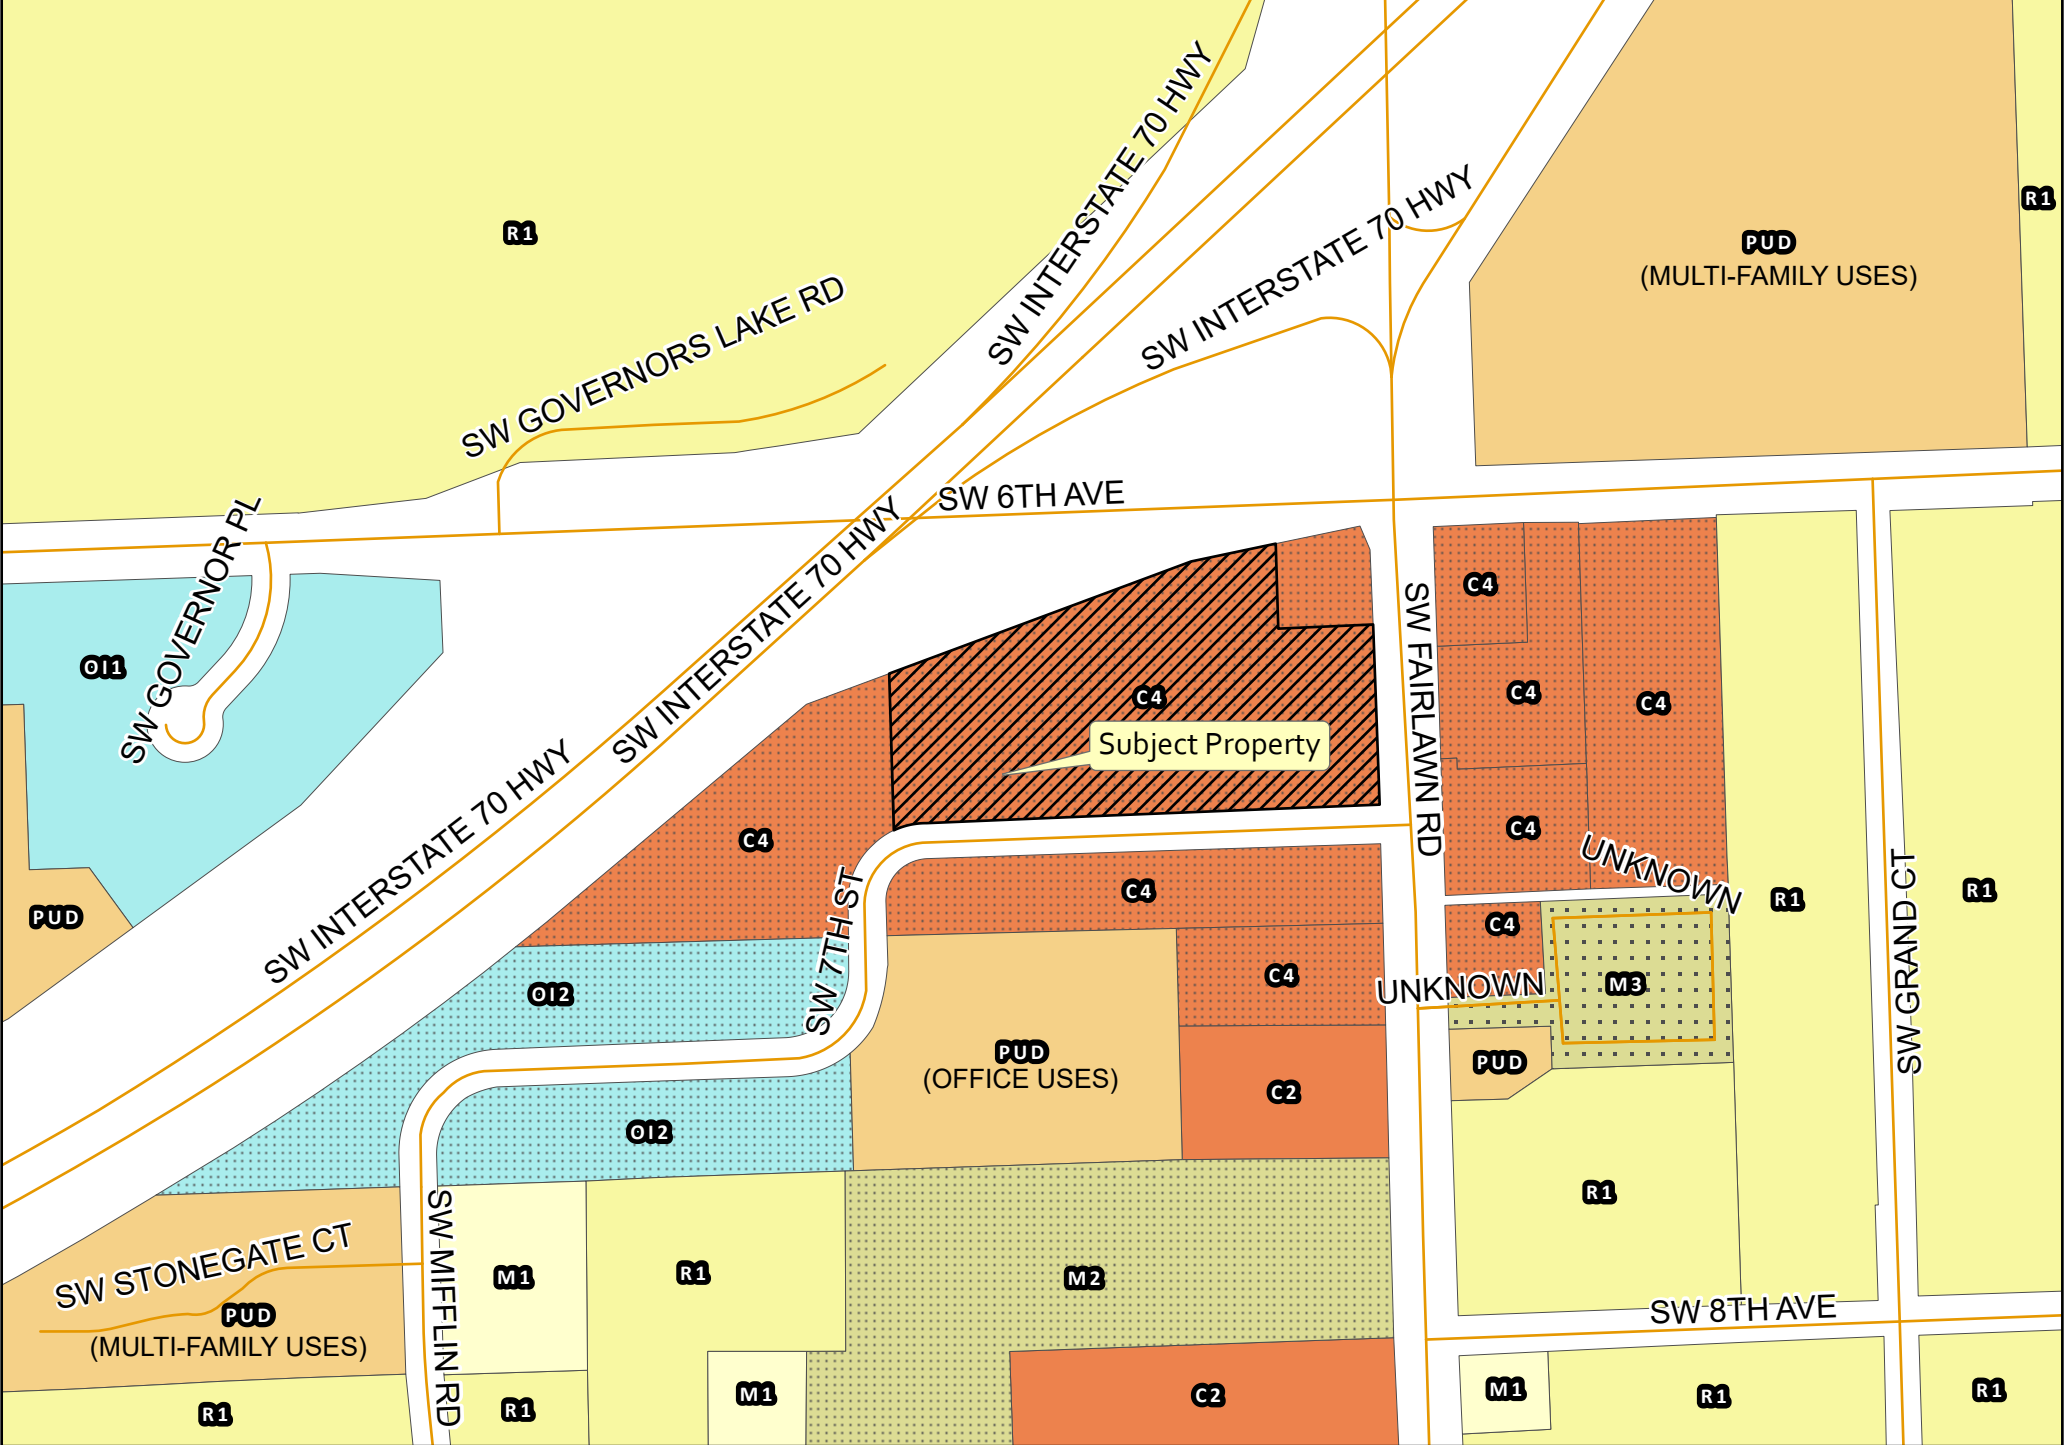 SW INTERSTATE 70 HWY
R1
SW INTERSTATE 70 HWY
R1
PUD
(MULTI-FAMILY USES)
SW GOVERNORS LAKE RD
SW 6TH AVE
SW GOVERNOR PL
SW INTERSTATE 70 HWY
OI1
C4
SW FAIRLAWN RD
C4
C4
C4
C4
Subject Property
SW INTERSTATE 70 HWY
C4
C4
UNKNOWN
PUD
C4
C4
R1
SW GRAND CT
R1
SW 7TH ST
OI2
C4
UNKNOWN
M3
PUD
(OFFICE USES)
PUD
C2
OI2
R1
SW STONEGATE CT
SW MIFFLIN RD
M1
R1
M2
SW 8TH AVE
PUD
(MULTI-FAMILY USES)
R1
R1
M1
C2
M1
R1
R1